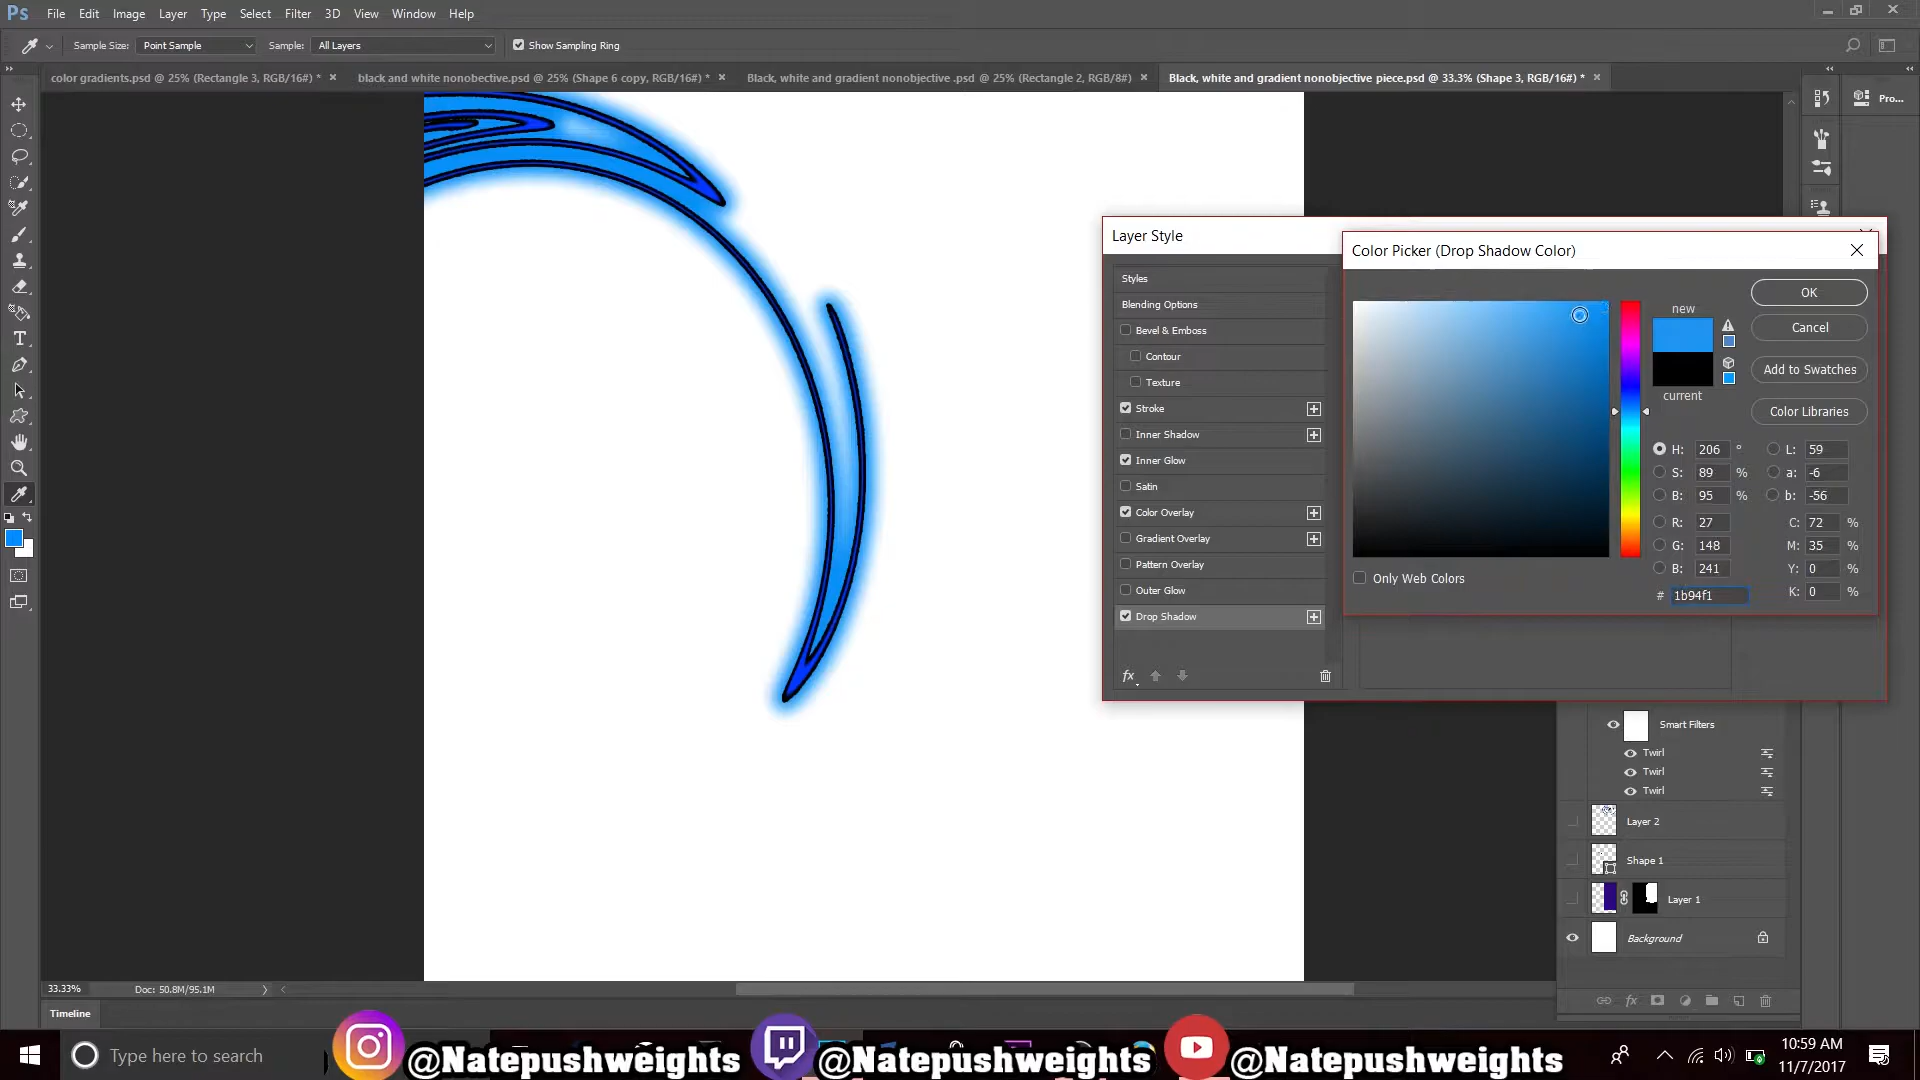 Ps File Edit Image Layer Type Select Filter 3D View Window Help
Sample Size: Point Sample Sample: All Layers Show Sampling Ring
color gradients.psd @ 25% (Rectangle 3, RGB/16#) * × black and white nonobective.psd @ 25% (Shape 6 copy, RGB/16#) * × Black, white and gradient nonobjective .psd @ 25% (Rectangle 2, RGB/8#) × Black, white and gradient nonobjective piece.psd @ 33.3% (Shape 3, RGB/16#) * ×
Pro...
Layer Style
Color Picker (Drop Shadow Color)
Styles
Blending Options
Bevel & Emboss
Contour
Texture
Stroke
Inner Shadow
Inner Glow
Satin
Color Overlay
Gradient Overlay
Pattern Overlay
Outer Glow
Drop Shadow
fx
new
current
OK
Cancel
Add to Swatches
Color Libraries
H: 206 ° L: 59
S: 89 % a: -6
B: 95 % b: -56
R: 27 C: 72 %
G: 148 M: 35 %
B: 241 Y: 0 %
# 1b94f1 K: 0 %
Only Web Colors
Smart Filters
Twirl
Twirl
Twirl
Layer 2
Shape 1
Layer 1
Background
fx
33.33% Doc: 50.8M/95.1M
Timeline
Type here to search
@Natepushweights @Natepushweights @Natepushweights
10:59 AM
11/7/2017